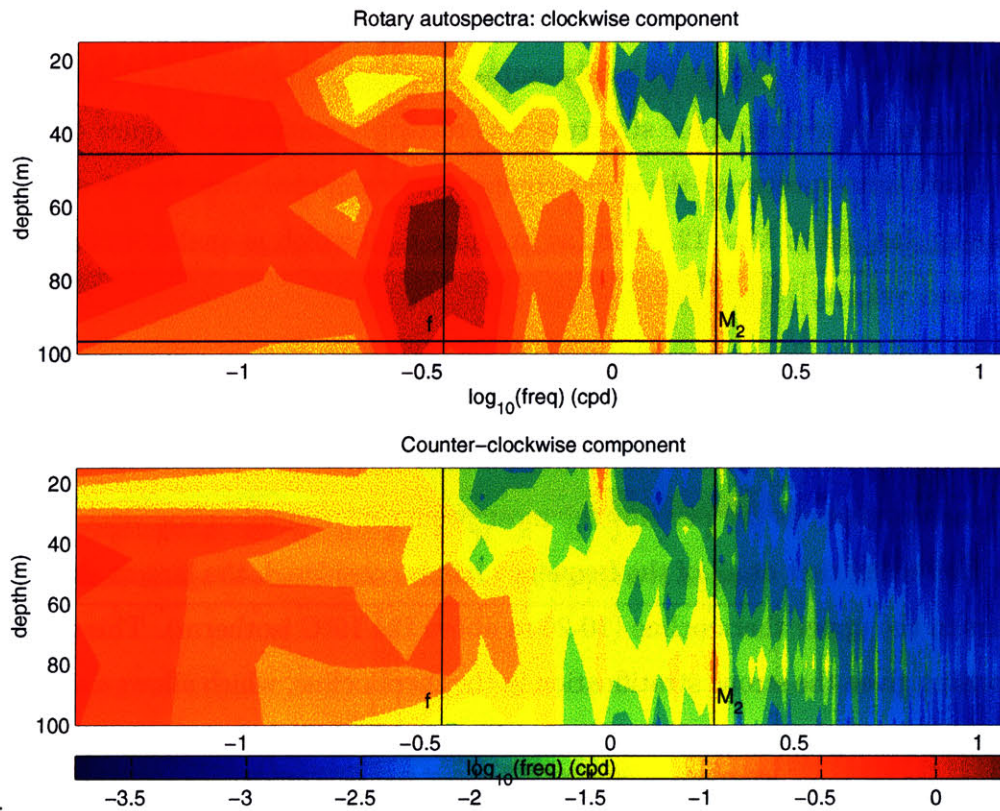 Rotary autospectra: clockwise component
20
40
60
80
100
depth(m)
f
M2
−1
−0.5
0
0.5
1
log10(freq) (cpd)
Counter−clockwise component
20
40
60
80
100
depth(m)
f
M2
−1
−0.5
0
0.5
1
log10(freq) (cpd)
−3.5
−3
−2.5
−2
−1.5
−1
−0.5
0